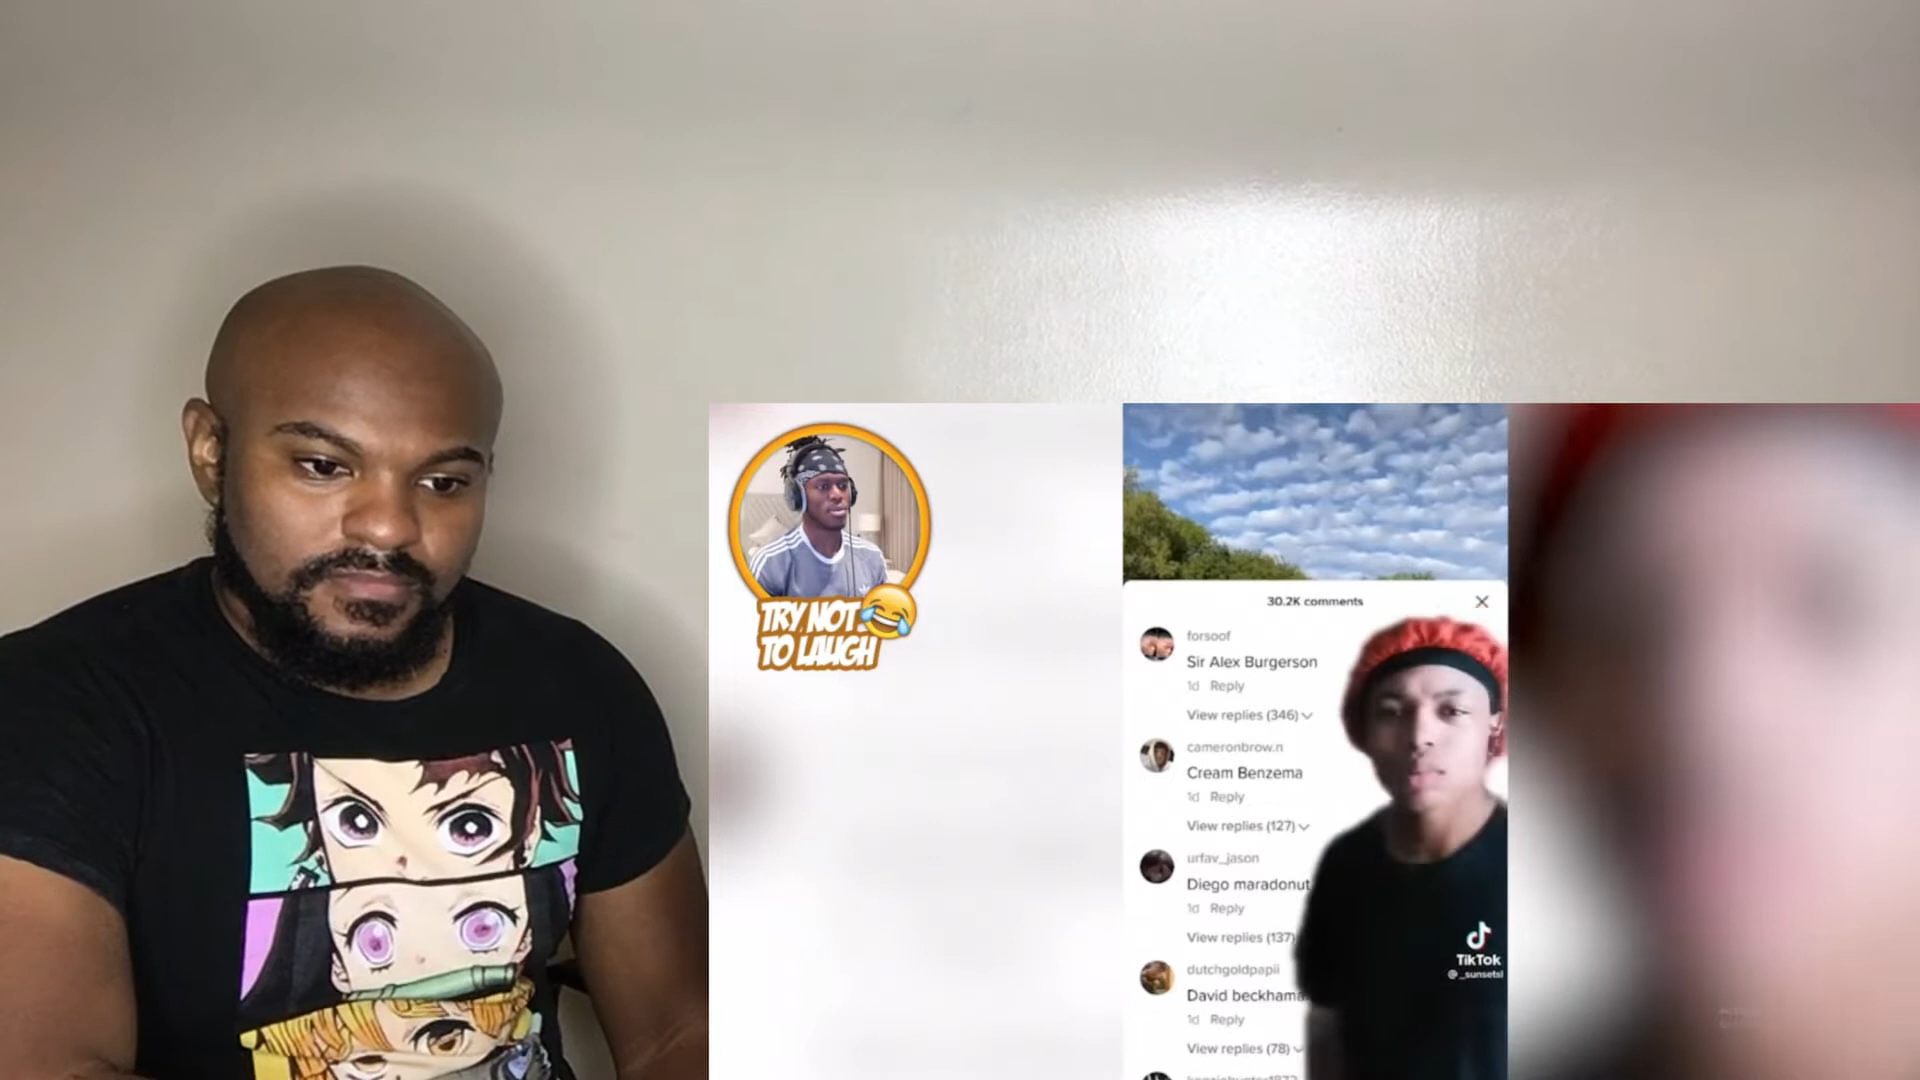 TRY NOT
TO LAUGH
30.2K comments
forsoof
Sir Alex Burgerson
1d Reply
View replies (346)
cameronbrow.n
Cream Benzema
1d Reply
View replies (127)
urfav_jason
Diego maradonut
1d Reply
View replies (137)
dutchgoldpapii
David beckhama
1d Reply
View replies (78)
TikTok
@_sunsetsl